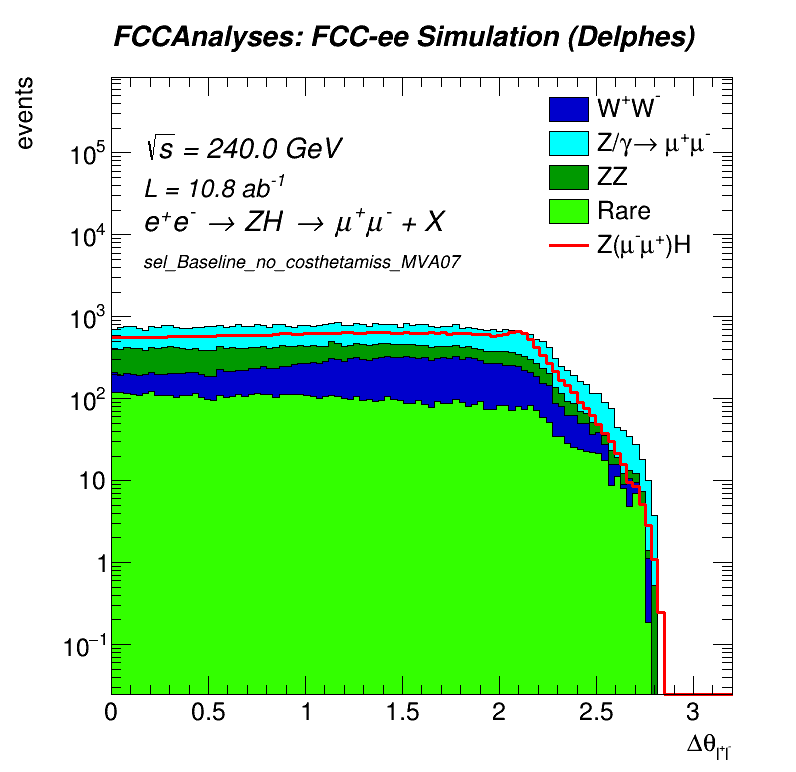 FCCAnalyses: FCC-ee Simulation (Delphes)
events
√s = 240.0 GeV
L = 10.8 ab⁻¹
e⁺e⁻ → ZH → μ⁺μ⁻ + X
sel_Baseline_no_costhetamiss_MVA07
W⁺W⁻
Z/γ→ μ⁺μ⁻
ZZ
Rare
Z(μ⁻μ⁺)H
10⁵
10⁴
10³
10²
10
1
10⁻¹
0 0.5 1 1.5 2 2.5 3
Δθ_l⁺l⁻